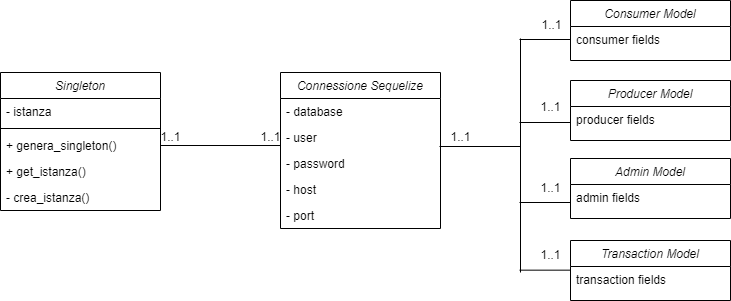 Singleton
- istanza
+ genera_singleton()
+ get_istanza()
- crea_istanza()
1..1
1..1
Connessione Sequelize
- database
- user
- password
- host
- port
1..1
1..1
Consumer Model
consumer fields
1..1
Producer Model
producer fields
1..1
Admin Model
admin fields
1..1
Transaction Model
transaction fields